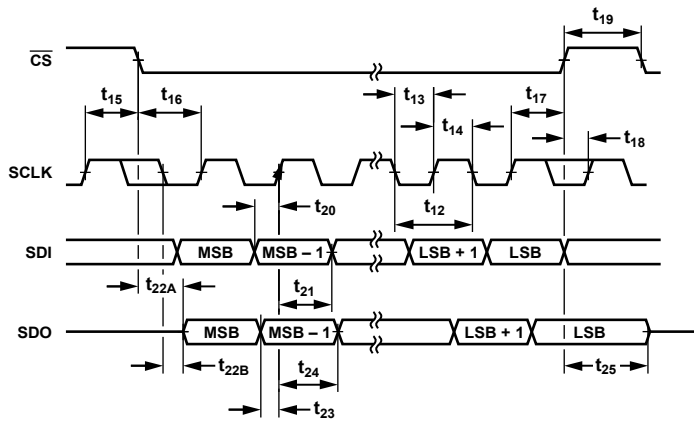 t19
CS
t15
t16
t13
t14
t17
t18
SCLK
t20
t12
SDI
MSB
MSB – 1
LSB + 1
LSB
t22A
t21
SDO
MSB
MSB – 1
LSB + 1
LSB
t22B
t24
t25
t23